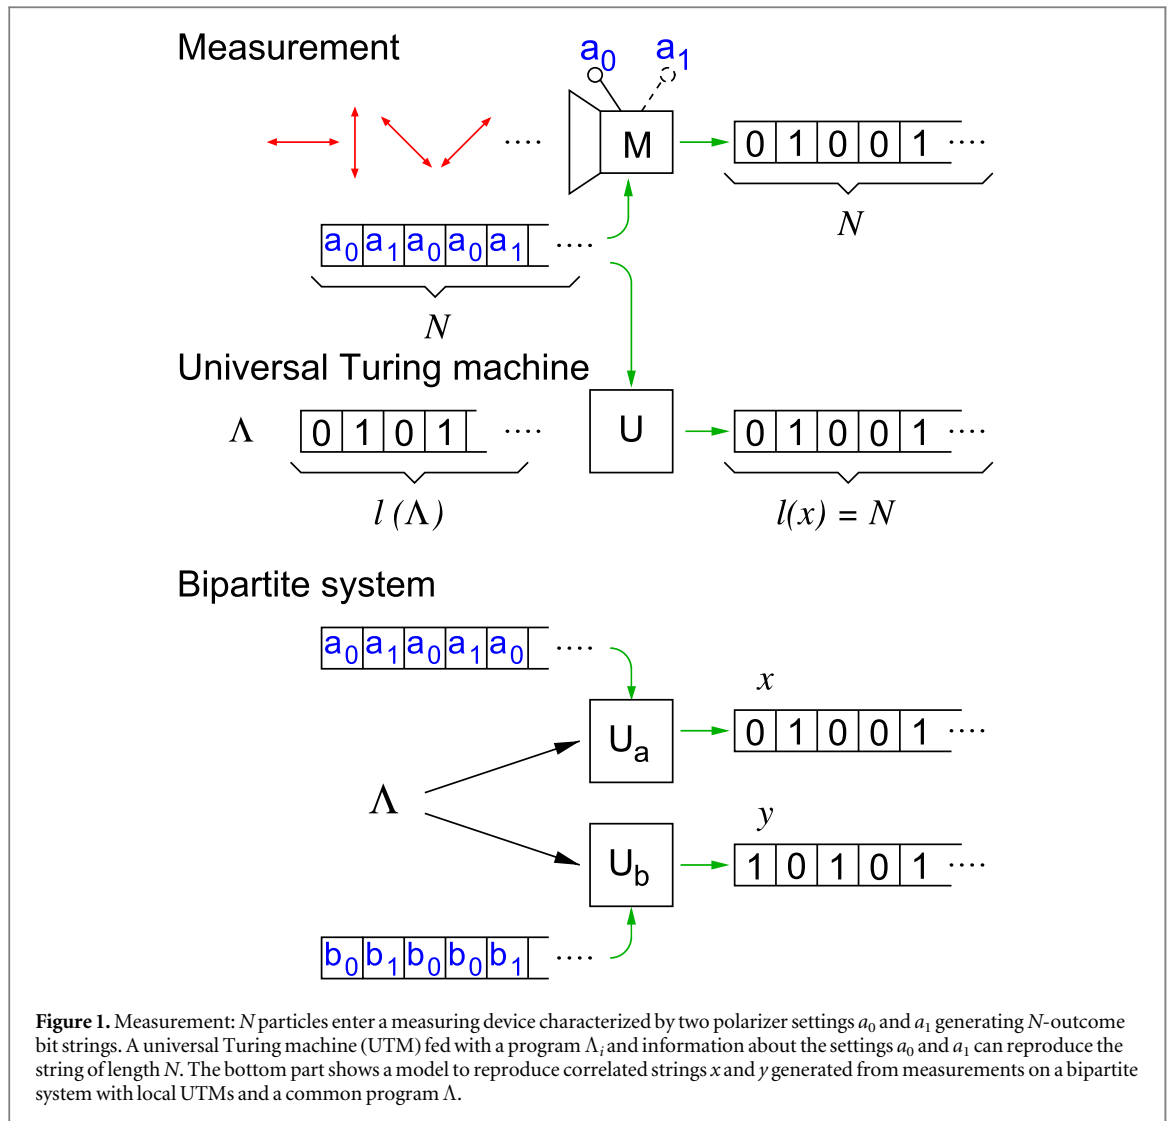 Measurement
a0 a1
M
0 1 0 0 1 ····
N
a0 a1 a0 a0 a1 ····
N
Universal Turing machine
Λ 0 1 0 1 ···· U 0 1 0 0 1 ····
l (Λ) l(x) = N
Bipartite system
a0 a1 a0 a1 a0 ····
x
Ua 0 1 0 0 1 ····
Λ
y
Ub 1 0 1 0 1 ····
b0 b1 b0 b0 b1 ····
Figure 1. Measurement: N particles enter a measuring device characterized by two polarizer settings a0 and a1 generating N-outcome
bit strings. A universal Turing machine (UTM) fed with a program Λi and information about the settings a0 and a1 can reproduce the
string of length N. The bottom part shows a model to reproduce correlated strings x and y generated from measurements on a bipartite
system with local UTMs and a common program Λ.